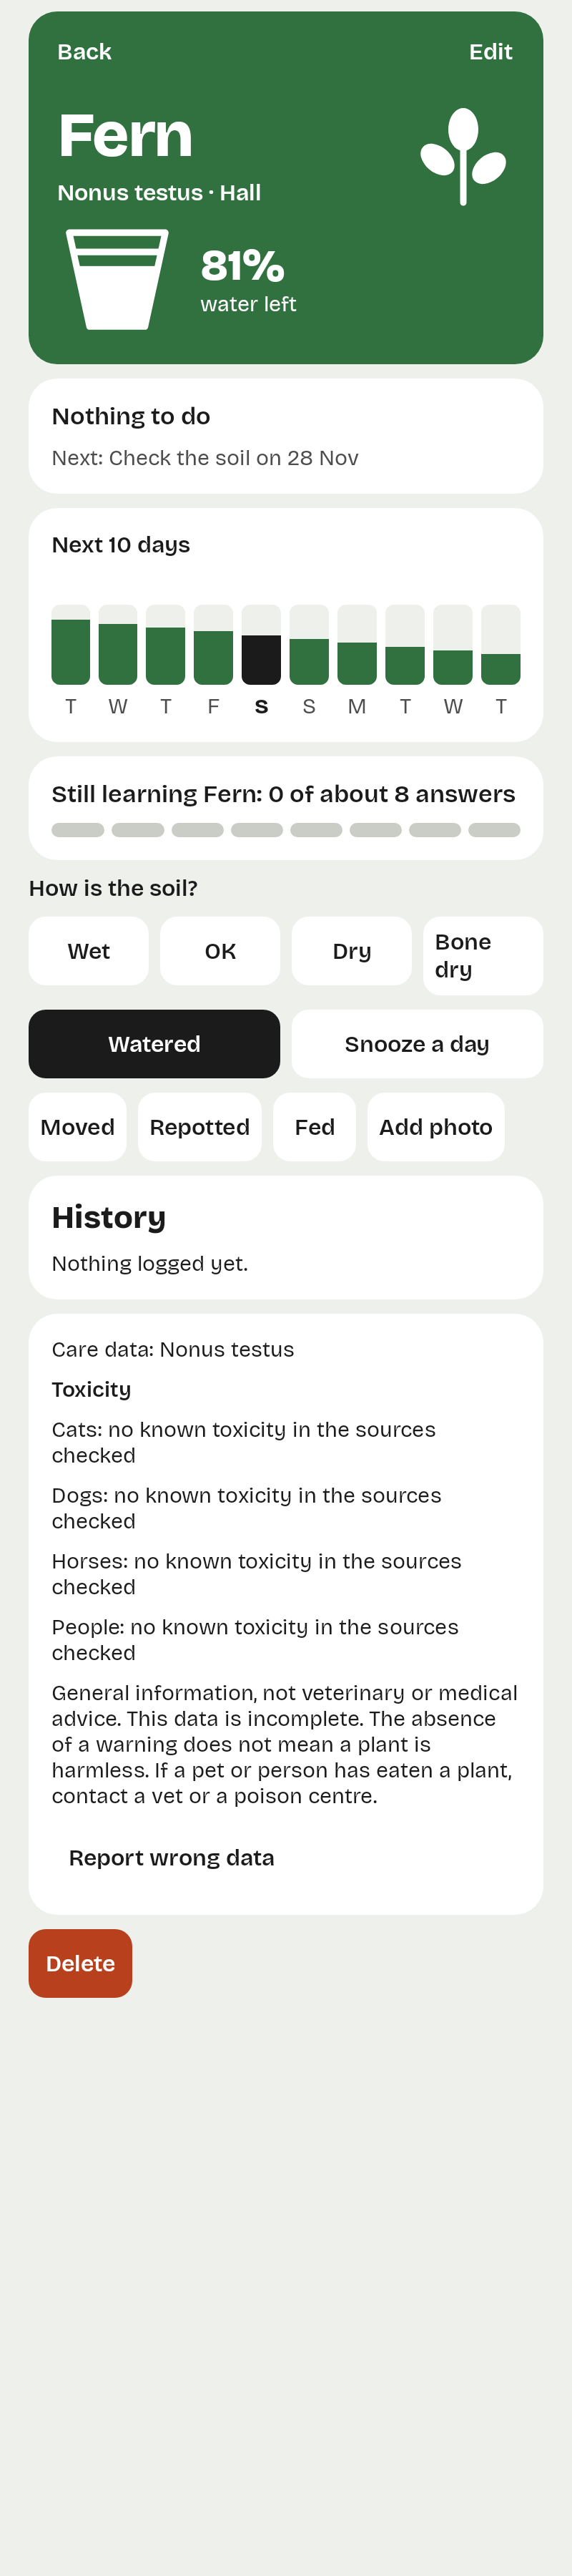 Back
Edit
Fern
Nonus testus · Hall
81%
water left
Nothing to do
Next: Check the soil on 28 Nov
Next 10 days
T W T F S S M T W T
Still learning Fern: 0 of about 8 answers
How is the soil?
Wet
OK
Dry
Bone
dry
Watered
Snooze a day
Moved
Repotted
Fed
Add photo
History
Nothing logged yet.
Care data: Nonus testus
Toxicity
Cats: no known toxicity in the sources
checked
Dogs: no known toxicity in the sources
checked
Horses: no known toxicity in the sources
checked
People: no known toxicity in the sources
checked
General information, not veterinary or medical
advice. This data is incomplete. The absence
of a warning does not mean a plant is
harmless. If a pet or person has eaten a plant,
contact a vet or a poison centre.
Report wrong data
Delete